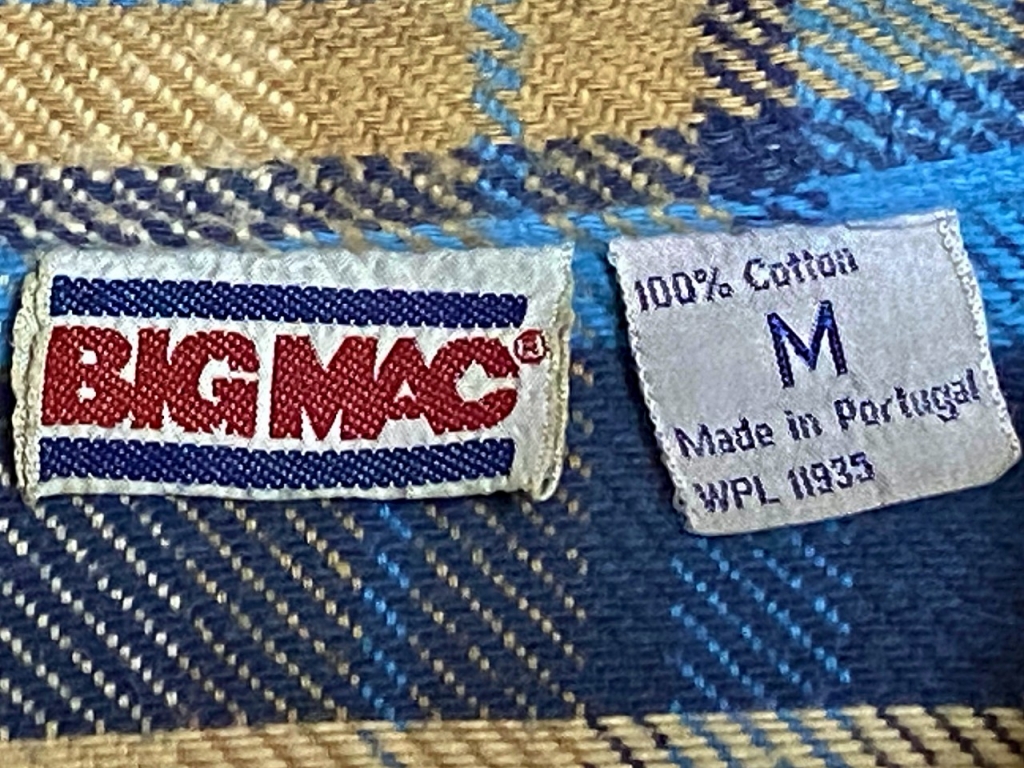 BIG MAC®
100% Cotton
M
Made in Portugal
WPL 11935